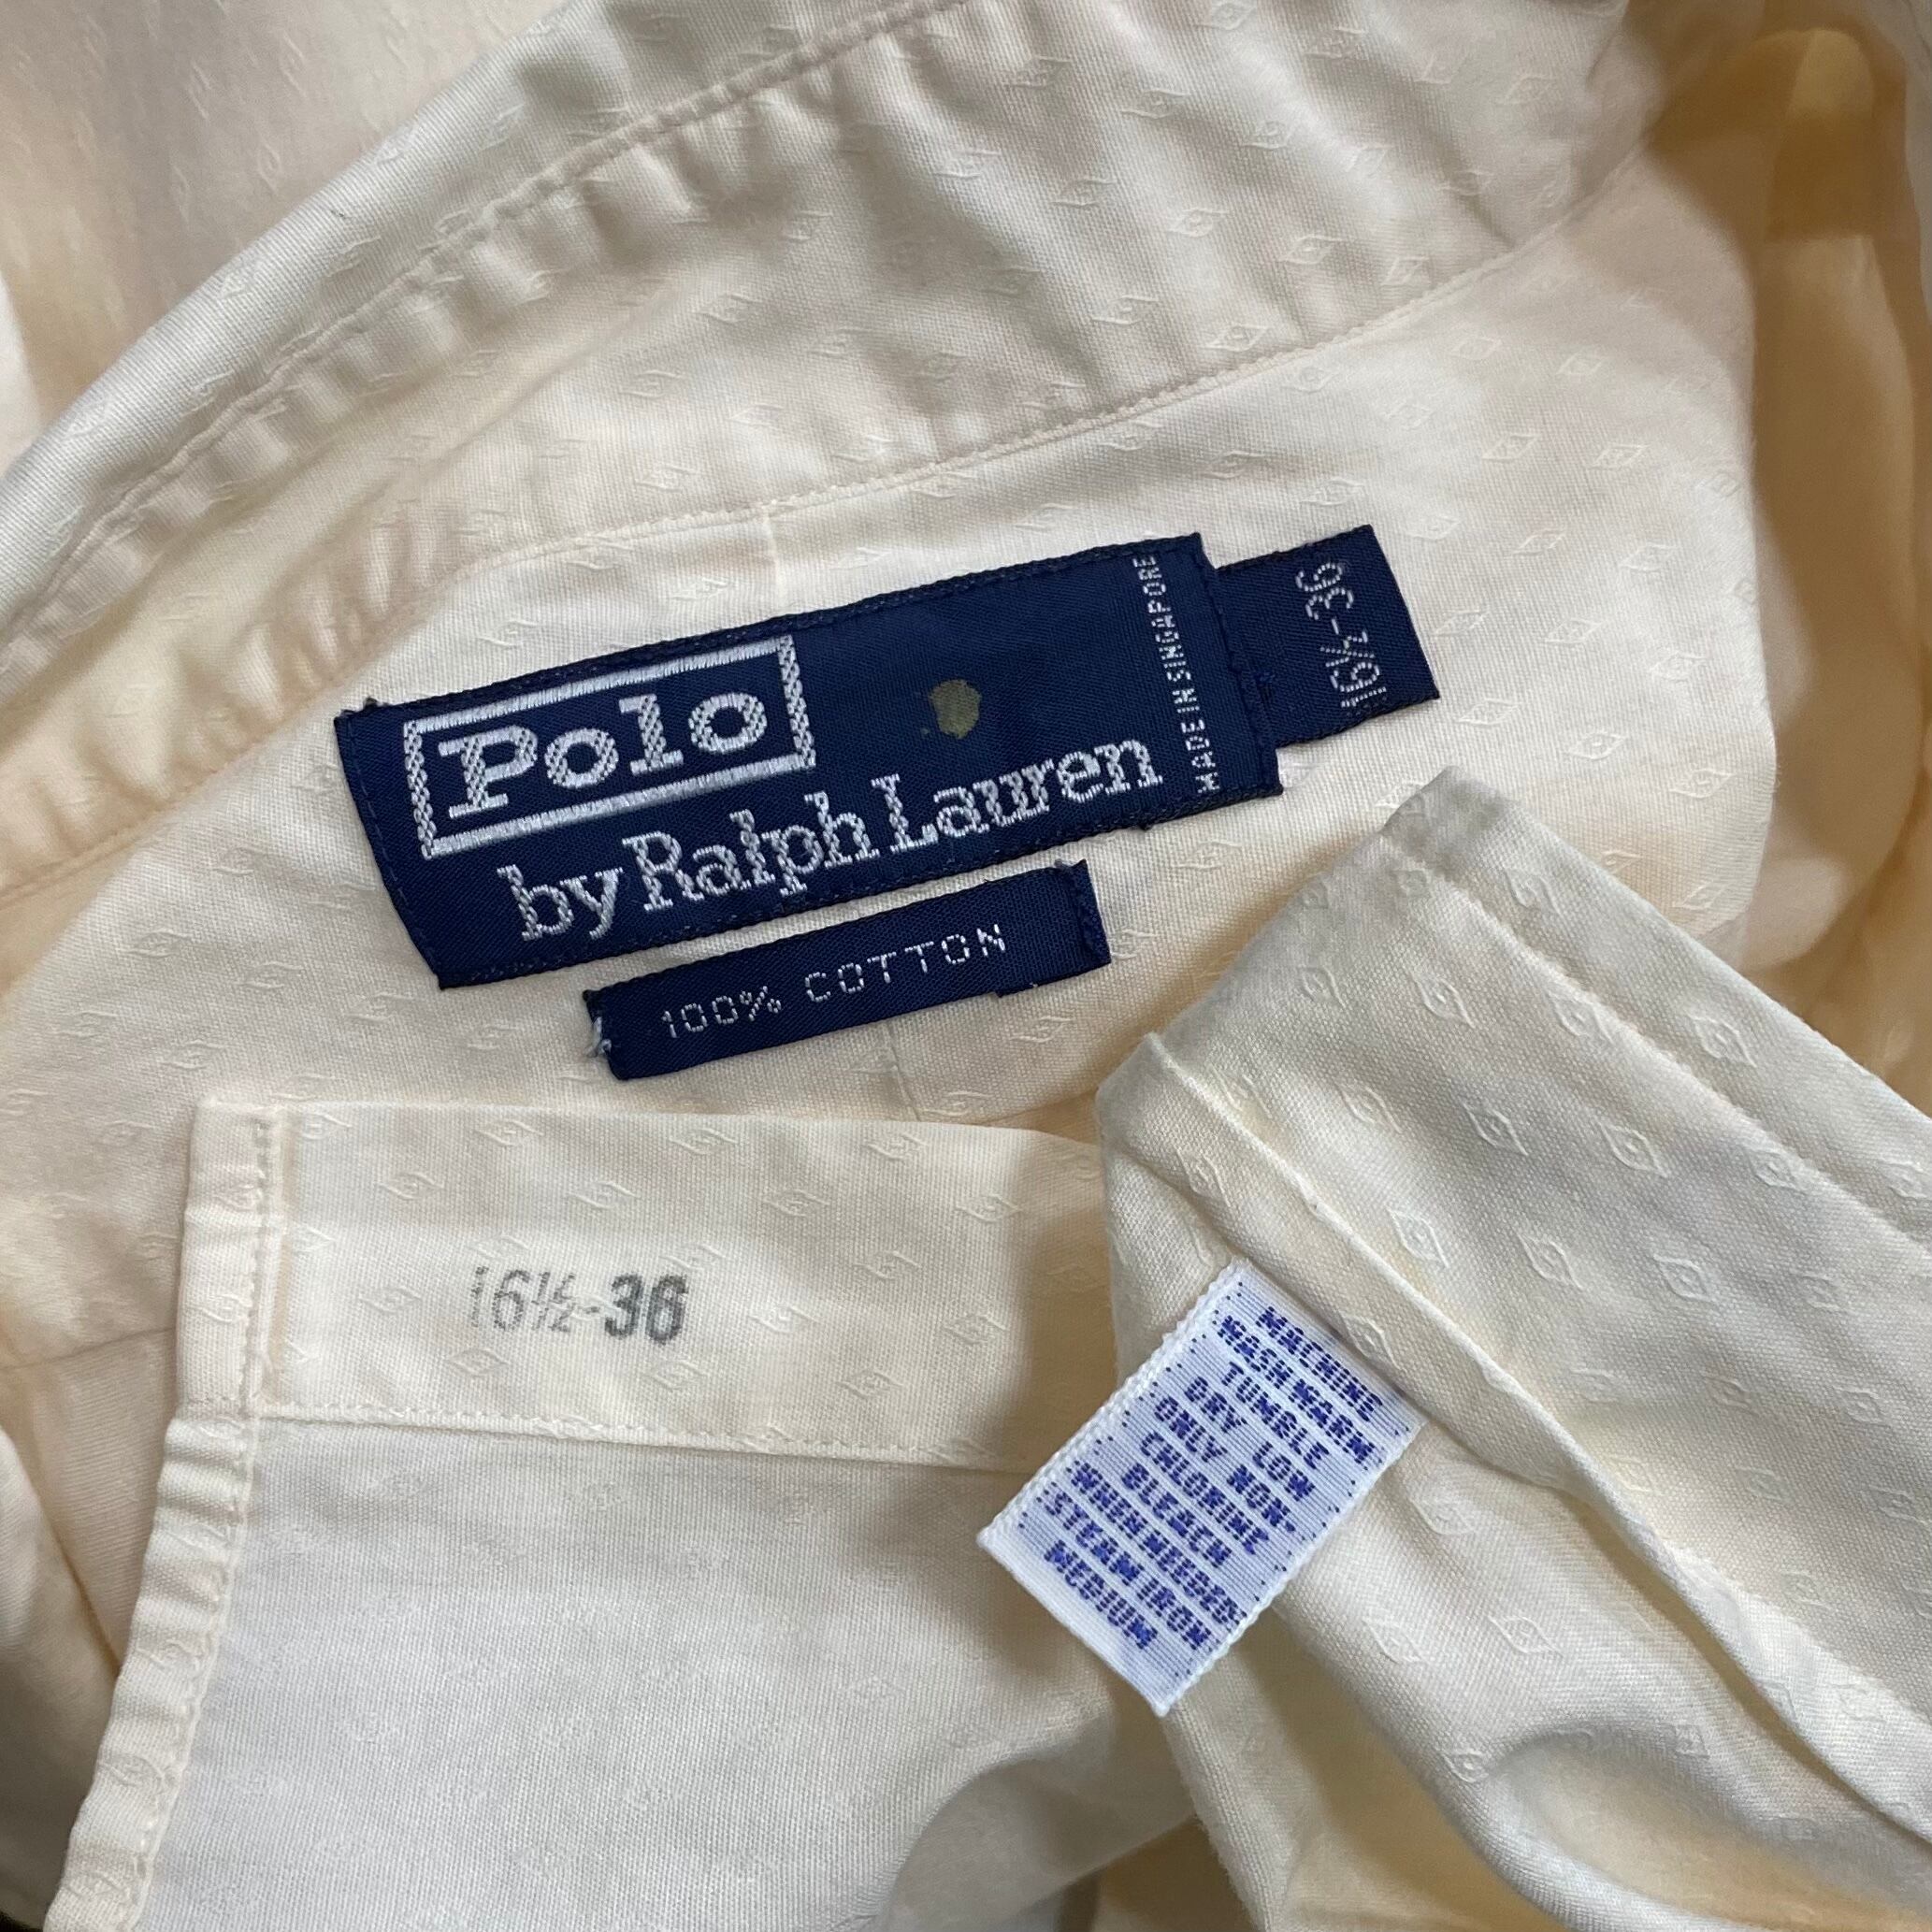 Polo
by Ralph Lauren
MADE IN SINGAPORE
16½-36
100% COTTON
16½-36
MACHINE
WASH WARM
TUMBLE
DRY LOW
ONLY NON-
CHLORINE
BLEACH
WHEN NEEDED
STEAM IRON
MEDIUM